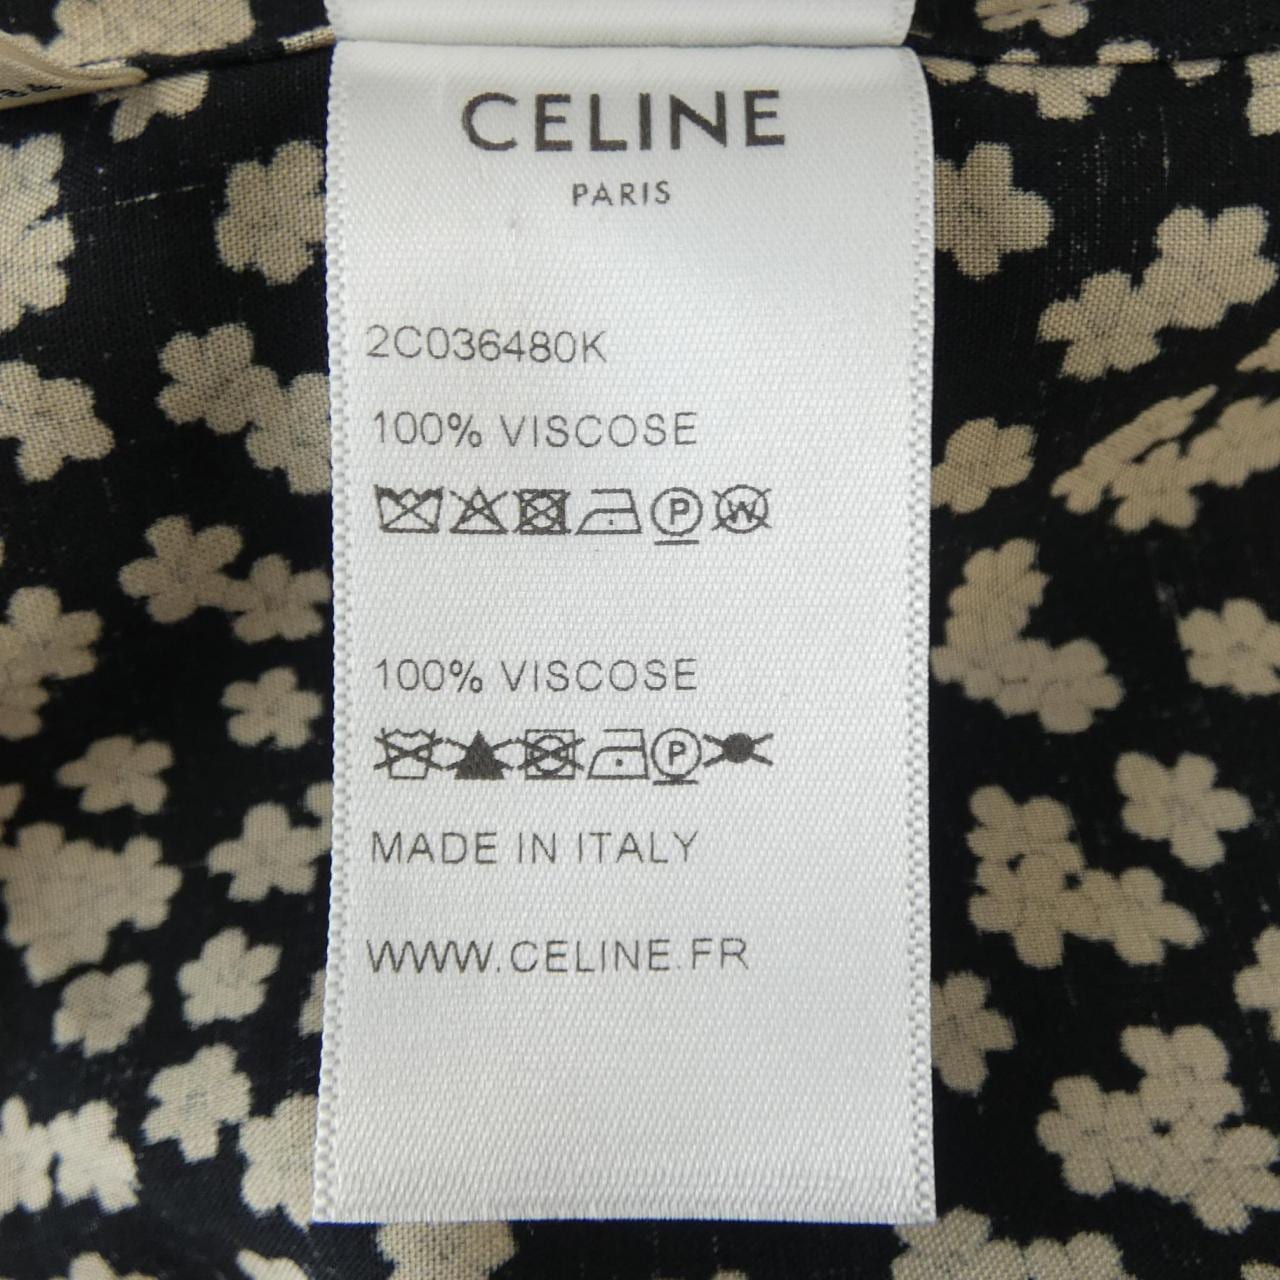 CELINE
PARIS
2C036480K
100% VISCOSE
P W
100% VISCOSE
P
MADE IN ITALY
WWW.CELINE.FR